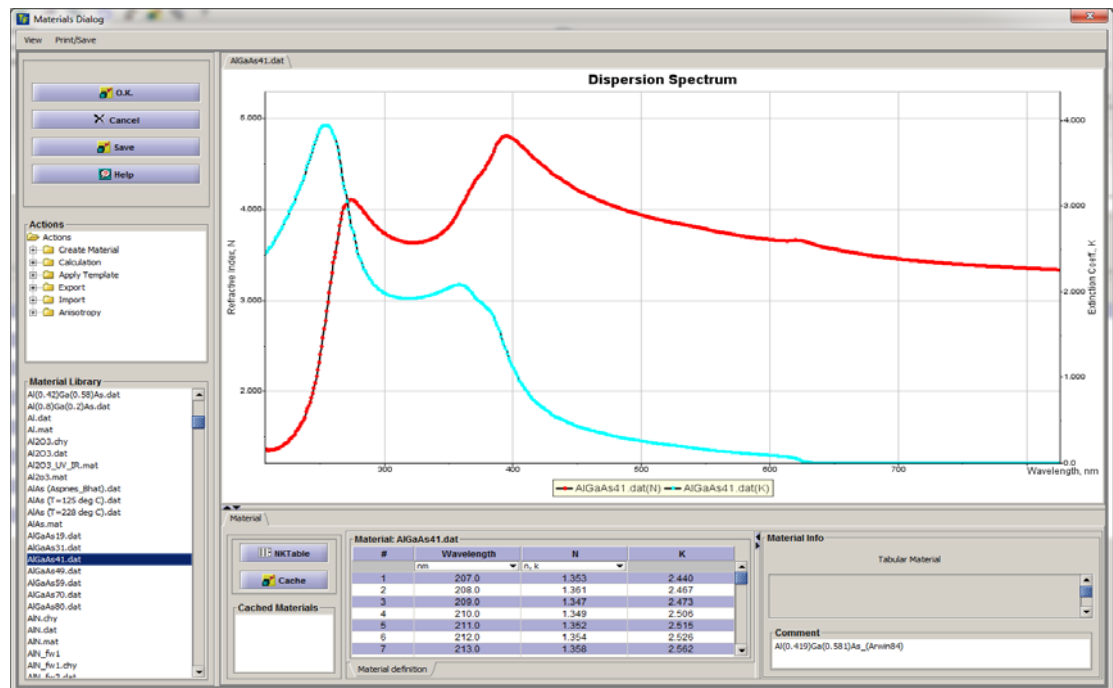 Materials Dialog
View Print/Save
O.K.
Cancel
Save
Help
Actions
Actions
Create Material
Calculation
Apply Template
Export
Import
Anisotropy
Material Library
Al(0.42)Ga(0.58)As.dat
Al(0.8)Ga(0.2)As.dat
Al.dat
Al.mat
Al2O3.chy
Al2O3.dat
Al2O3_UV_IR.mat
Al2o3.mat
AlAs (Aspnes_Bhat).dat
AlAs (T=125 deg C).dat
AlAs (T=228 deg C).dat
AlAs.mat
AlGaAs19.dat
AlGaAs31.dat
AlGaAs41.dat
AlGaAs49.dat
AlGaAs59.dat
AlGaAs70.dat
AlGaAs80.dat
AlN.chy
AlN.dat
AlN.mat
AlN_fw1
AlN_fw1.chy
AlN_fw2.dat
AlGaAs41.dat
Dispersion Spectrum
Refractive Index, N
5.000
4.000
3.000
2.000
300 400 500 600 700
Wavelength, nm
4.000
3.000
2.000
1.000
0.0
Extinction Coeff., K
AlGaAs41.dat(N) AlGaAs41.dat(K)
Material
NKTable
Cache
Cached Materials
Material: AlGaAs41.dat
# Wavelength N K
nm n, k
1 207.0 1.353 2.440
2 208.0 1.361 2.467
3 209.0 1.347 2.473
4 210.0 1.349 2.506
5 211.0 1.352 2.515
6 212.0 1.354 2.526
7 213.0 1.358 2.562
Material definition
Material Info
Tabular Material
Comment
Al(0.419)Ga(0.581)As_(Arwin84)